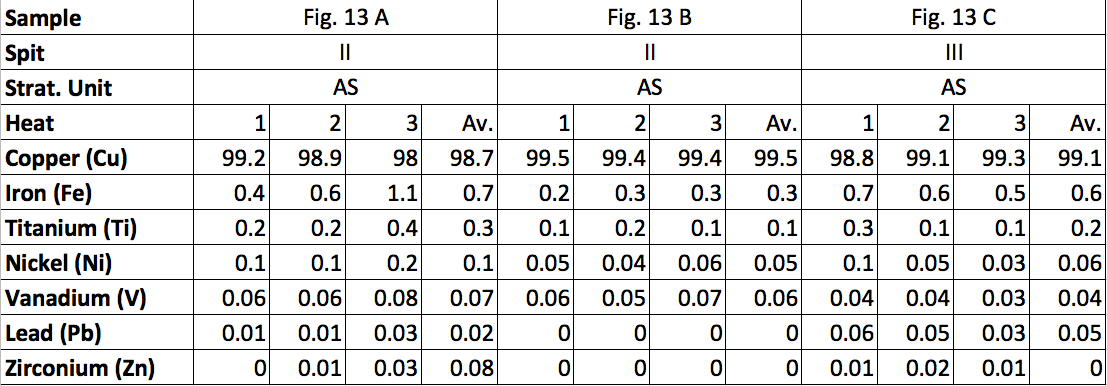 Sample Fig. 13 A Fig. 13 B Fig. 13 C
Spit II II III
Strat. Unit AS AS AS
Heat 1 2 3 Av. 1 2 3 Av. 1 2 3 Av.
Copper (Cu) 99.2 98.9 98 98.7 99.5 99.4 99.4 99.5 98.8 99.1 99.3 99.1
Iron (Fe) 0.4 0.6 1.1 0.7 0.2 0.3 0.3 0.3 0.7 0.6 0.5 0.6
Titanium (Ti) 0.2 0.2 0.4 0.3 0.1 0.2 0.1 0.1 0.3 0.1 0.1 0.2
Nickel (Ni) 0.1 0.1 0.2 0.1 0.05 0.04 0.06 0.05 0.1 0.05 0.03 0.06
Vanadium (V) 0.06 0.06 0.08 0.07 0.06 0.05 0.07 0.06 0.04 0.04 0.03 0.04
Lead (Pb) 0.01 0.01 0.03 0.02 0 0 0 0 0.06 0.05 0.03 0.05
Zirconium (Zn) 0 0.01 0.03 0.08 0 0 0 0 0.01 0.02 0.01 0